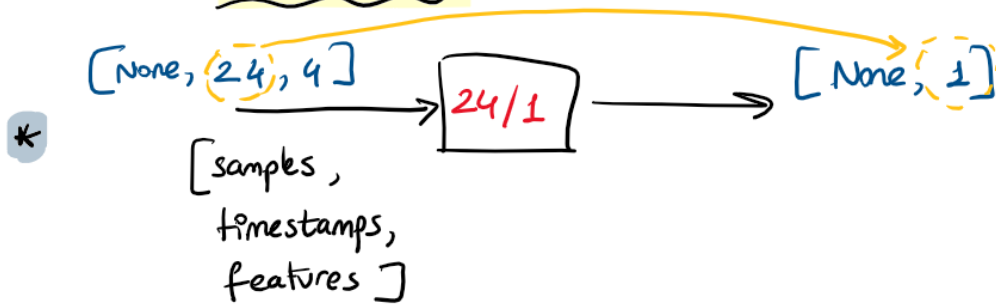 [None, 24, 4]
24/1
[None, 1]
*
[samples,
timestamps,
features]